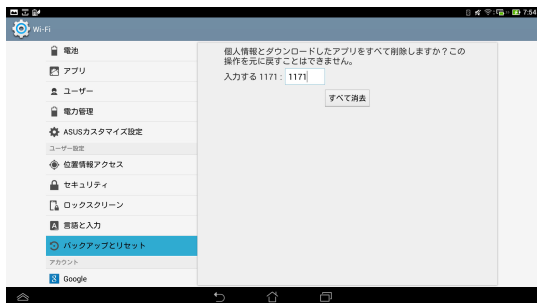 7:54
Wi-Fi
電池
アプリ
ユーザー
電力管理
ASUSカスタマイズ設定
ユーザー設定
位置情報アクセス
セキュリティ
ロックスクリーン
言語と入力
バックアップとリセット
アカウント
Google
個人情報とダウンロードしたアプリをすべて削除しますか？この
操作を元に戻すことはできません。
入力する 1171 : 1171
すべて消去